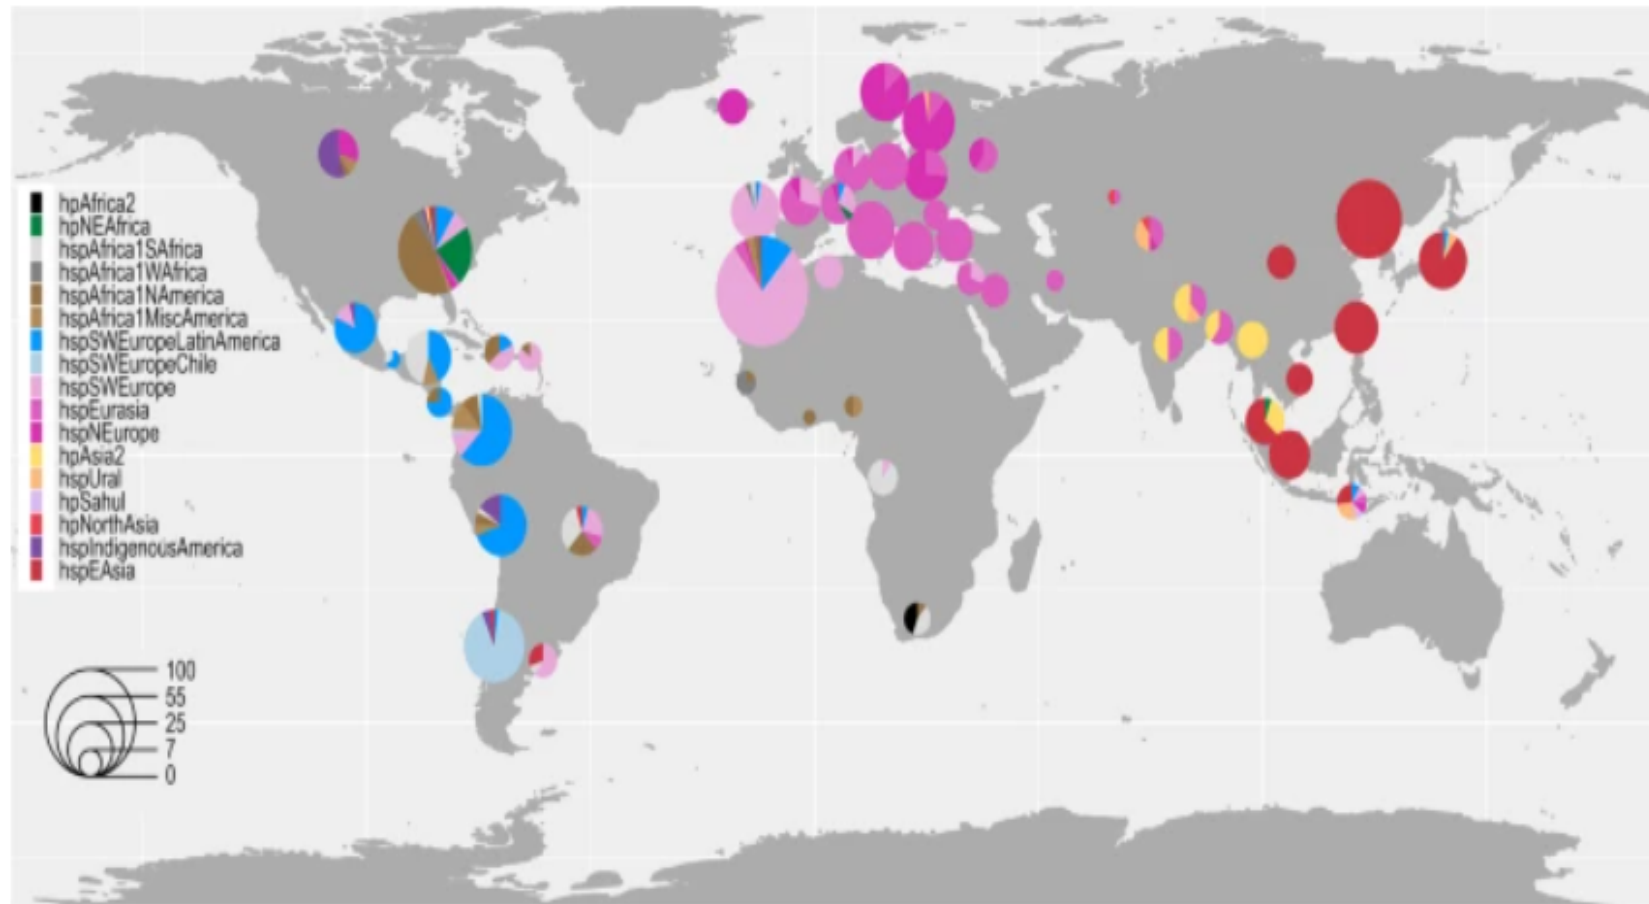 hpAfrica2
hpNEAfrica
hspAfrica1SAfrica
hspAfrica1WAfrica
hspAfrica1NAmerica
hspAfrica1MiscAmerica
hspSWEuropeLatinAmerica
hspSWEuropeChile
hspSWEurope
hspEurasia
hspNEurope
hpAsia2
hspUral
hpSahul
hpNorthAsia
hspIndigenousAmerica
hspEAsia
100
55
25
7
0